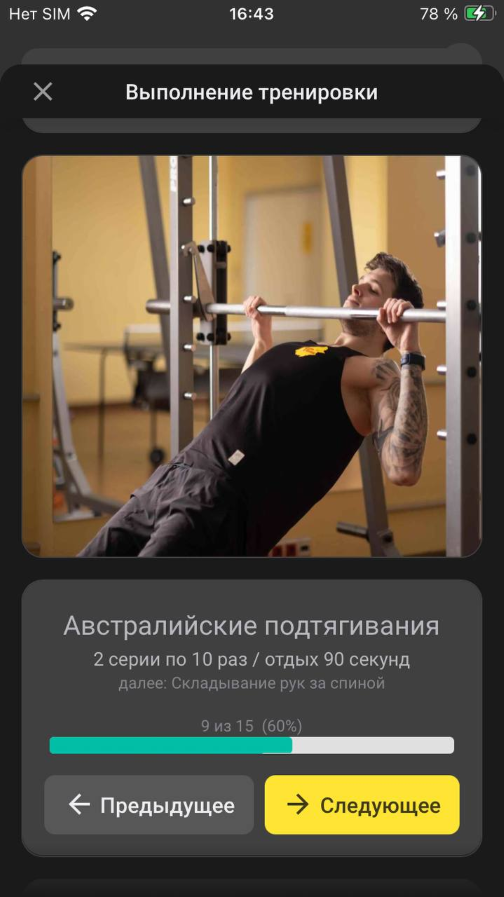 Нет SIM
16:43
78 %
Выполнение тренировки
Австралийские подтягивания
2 серии по 10 раз / отдых 90 секунд
далее: Складывание рук за спиной
9 из 15 (60%)
← Предыдущее
→ Следующее